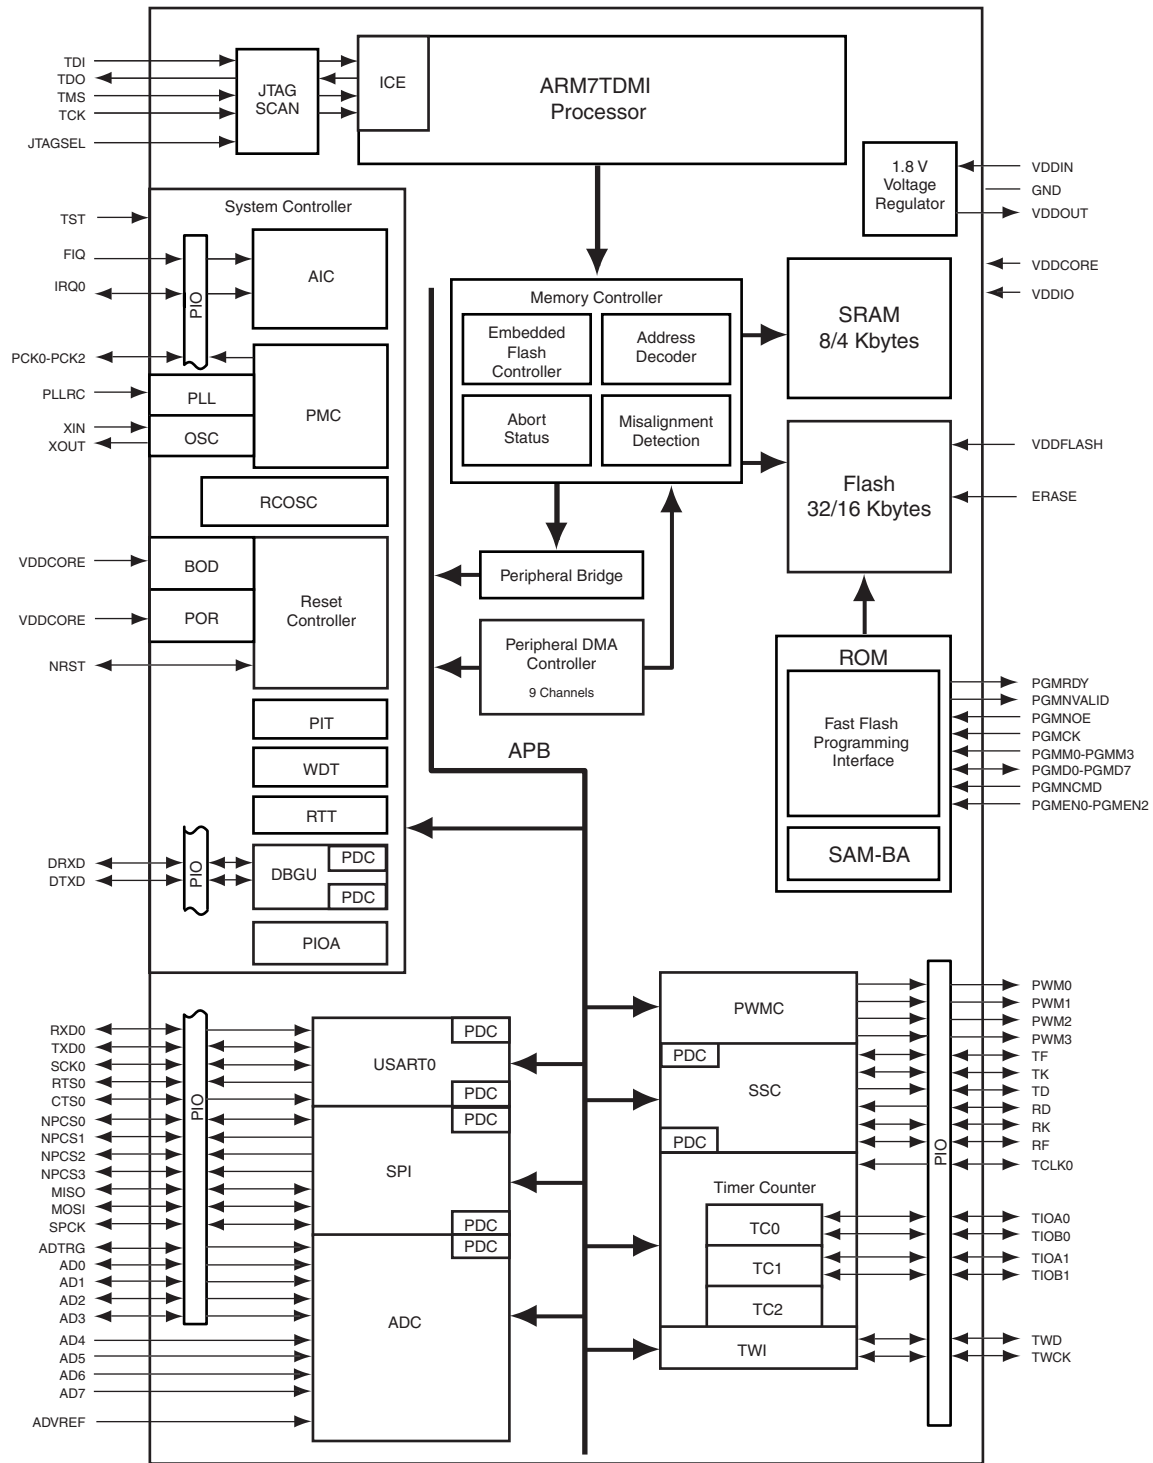 TDI
TDO
TMS
TCK
JTAGSEL
JTAG
SCAN
ICE
ARM7TDMI
Processor
1.8 V
Voltage
Regulator
VDDIN
GND
VDDOUT
VDDCORE
VDDIO
System Controller
TST
FIQ
IRQ0
PIO
AIC
PCK0-PCK2
PLLRC
XIN
XOUT
PLL
OSC
PMC
RCOSC
VDDCORE
BOD
VDDCORE
POR
Reset
Controller
NRST
PIT
WDT
RTT
DRXD
DTXD
PIO
DBGU
PDC
PDC
PIOA
Memory Controller
Embedded
Flash
Controller
Address
Decoder
Abort
Status
Misalignment
Detection
SRAM
8/4 Kbytes
Flash
32/16 Kbytes
VDDFLASH
ERASE
Peripheral Bridge
Peripheral DMA
Controller
9 Channels
APB
ROM
Fast Flash
Programming
Interface
SAM-BA
PGMRDY
PGMNVALID
PGMNOE
PGMCK
PGMM0-PGMM3
PGMD0-PGMD7
PGMNCMD
PGMEN0-PGMEN2
RXD0
TXD0
SCK0
RTS0
CTS0
NPCS0
NPCS1
NPCS2
NPCS3
MISO
MOSI
SPCK
ADTRG
AD0
AD1
AD2
AD3
AD4
AD5
AD6
AD7
ADVREF
PIO
PDC
USART0
PDC
PDC
SPI
PDC
PDC
ADC
PWMC
PDC
SSC
PDC
Timer Counter
TC0
TC1
TC2
TWI
PIO
PWM0
PWM1
PWM2
PWM3
TF
TK
TD
RD
RK
RF
TCLK0
TIOA0
TIOB0
TIOA1
TIOB1
TWD
TWCK